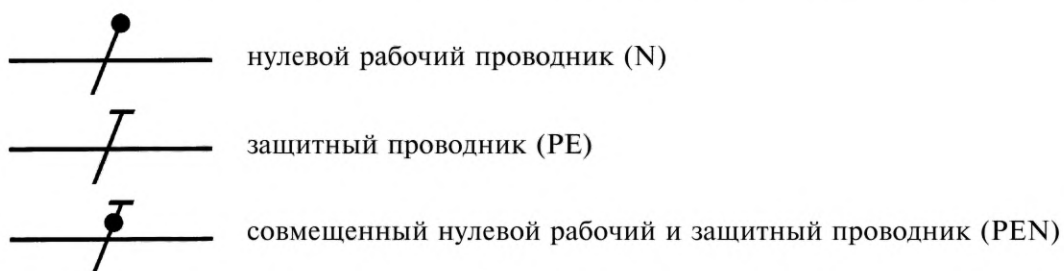 нулевой рабочий проводник (N)
защитный проводник (PE)
совмещенный нулевой рабочий и защитный проводник (PEN)